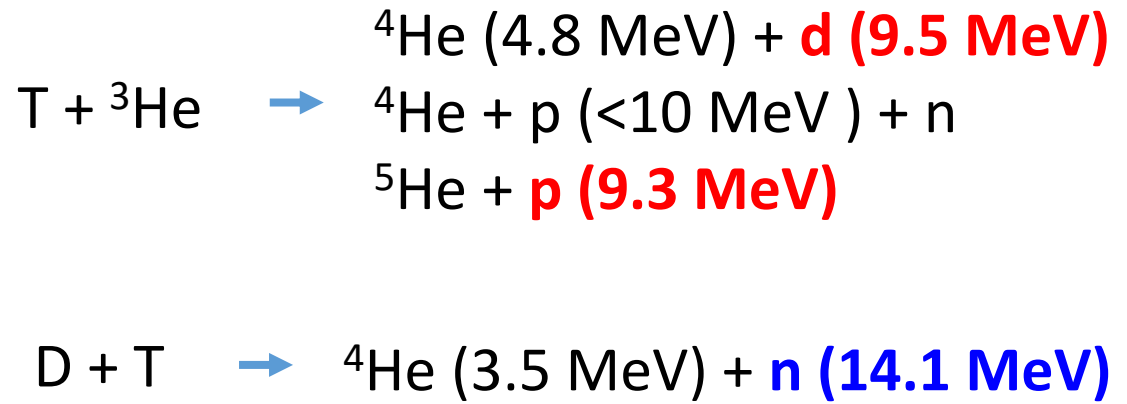 ⁴He (4.8 MeV) + d (9.5 MeV)
T + ³He → ⁴He + p (<10 MeV ) + n
⁵He + p (9.3 MeV)
D + T → ⁴He (3.5 MeV) + n (14.1 MeV)